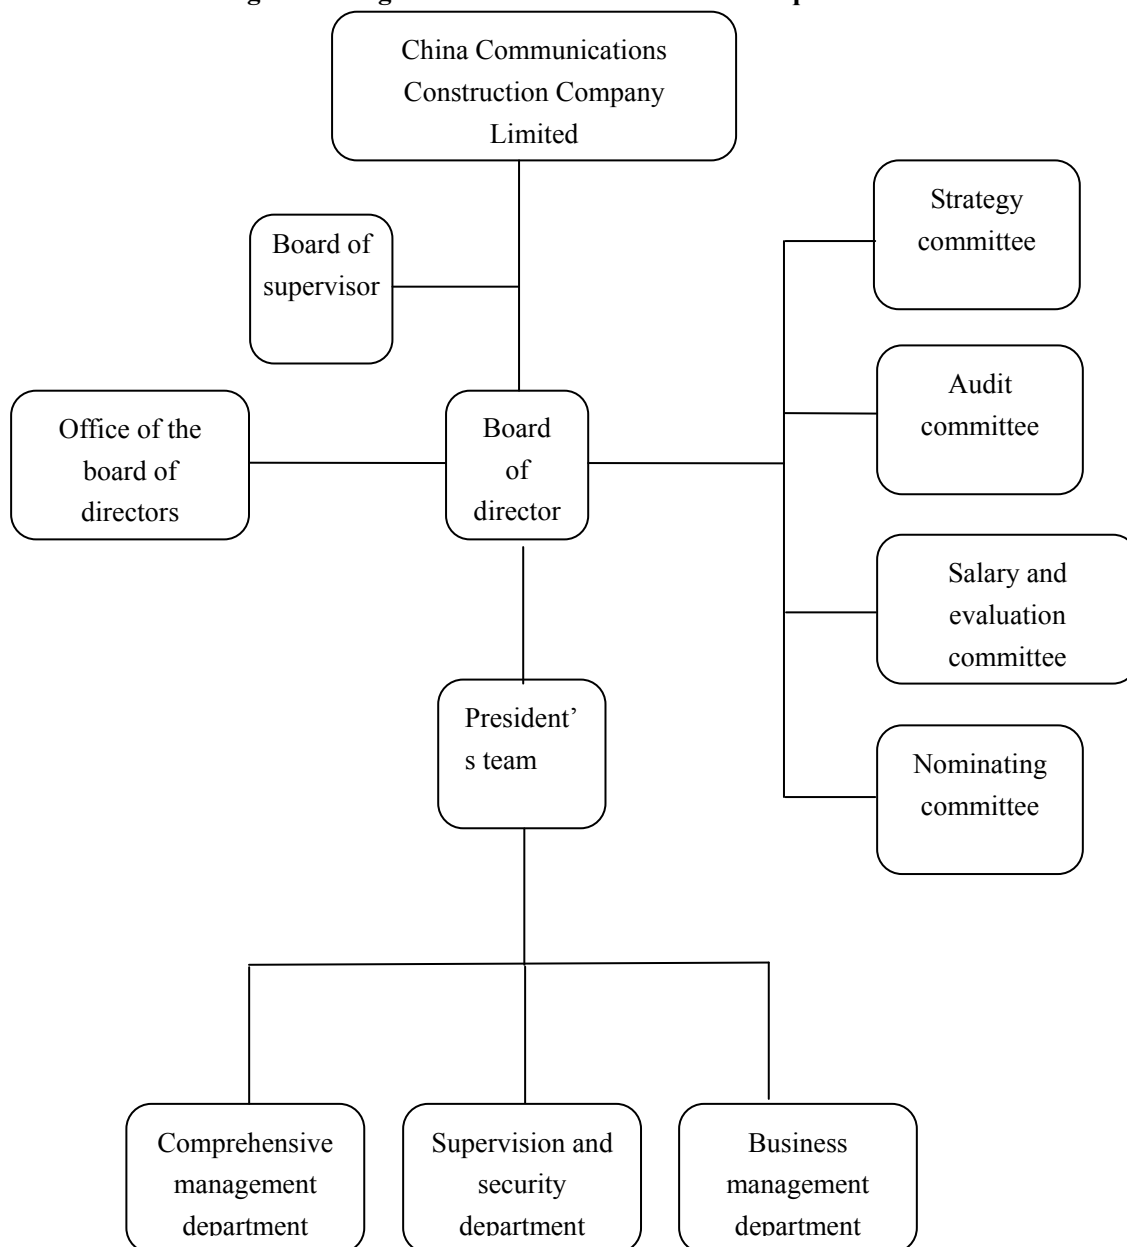 China Communications
Construction Company
Limited
Board of
supervisor
Strategy
committee
Audit
committee
Office of the
board of
directors
Board
of
director
Salary and
evaluation
committee
President’
s team
Nominating
committee
Comprehensive
management
department
Supervision and
security
department
Business
management
department